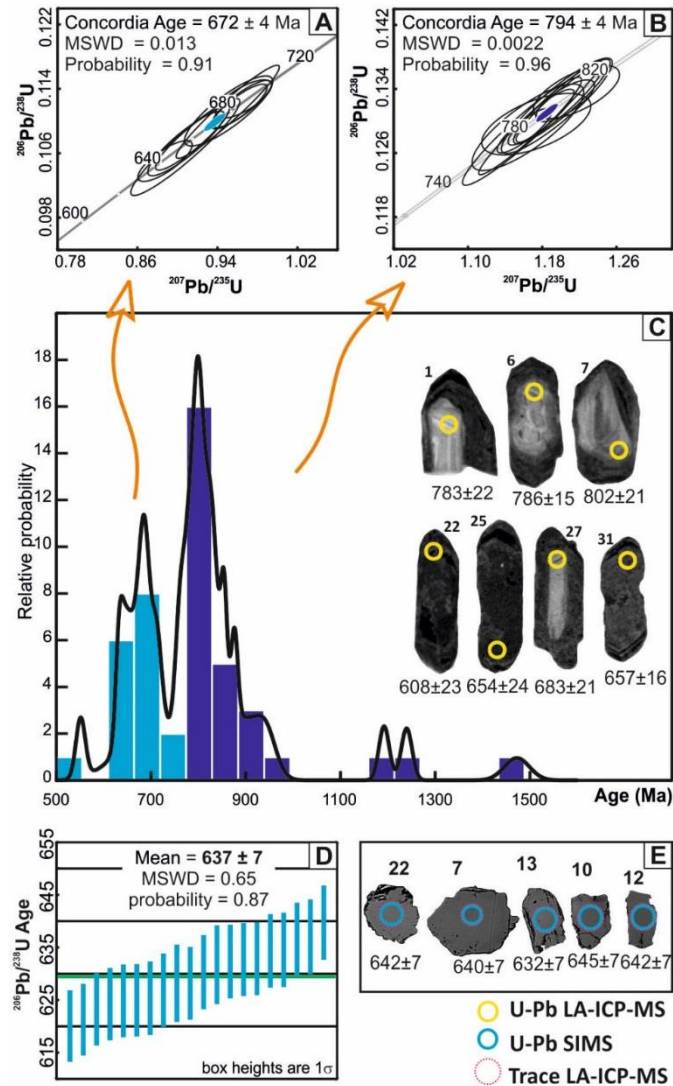 A
Concordia Age = 672 ± 4 Ma
MSWD = 0.013
Probability = 0.91
0.122
0.114
0.106
0.098
206Pb/238U
720
680
640
600
0.78
0.86
0.94
1.02
207Pb/235U
B
Concordia Age = 794 ± 4 Ma
MSWD = 0.0022
Probability = 0.96
0.142
0.134
0.126
0.118
206Pb/238U
820
780
740
1.02
1.10
1.18
1.26
207Pb/235U
C
Relative probability
18
16
14
12
10
8
6
4
2
0
500
700
900
1100
1300
1500
Age (Ma)
1
6
7
783±22
786±15
802±21
22
25
27
31
608±23
654±24
683±21
657±16
D
Mean = 637 ± 7
MSWD = 0.65
probability = 0.87
655
645
635
625
615
206Pb/238U Age
box heights are 1σ
E
22
7
13
10
12
642±7
640±7
632±7
645±7
642±7
U-Pb LA-ICP-MS
U-Pb SIMS
Trace LA-ICP-MS